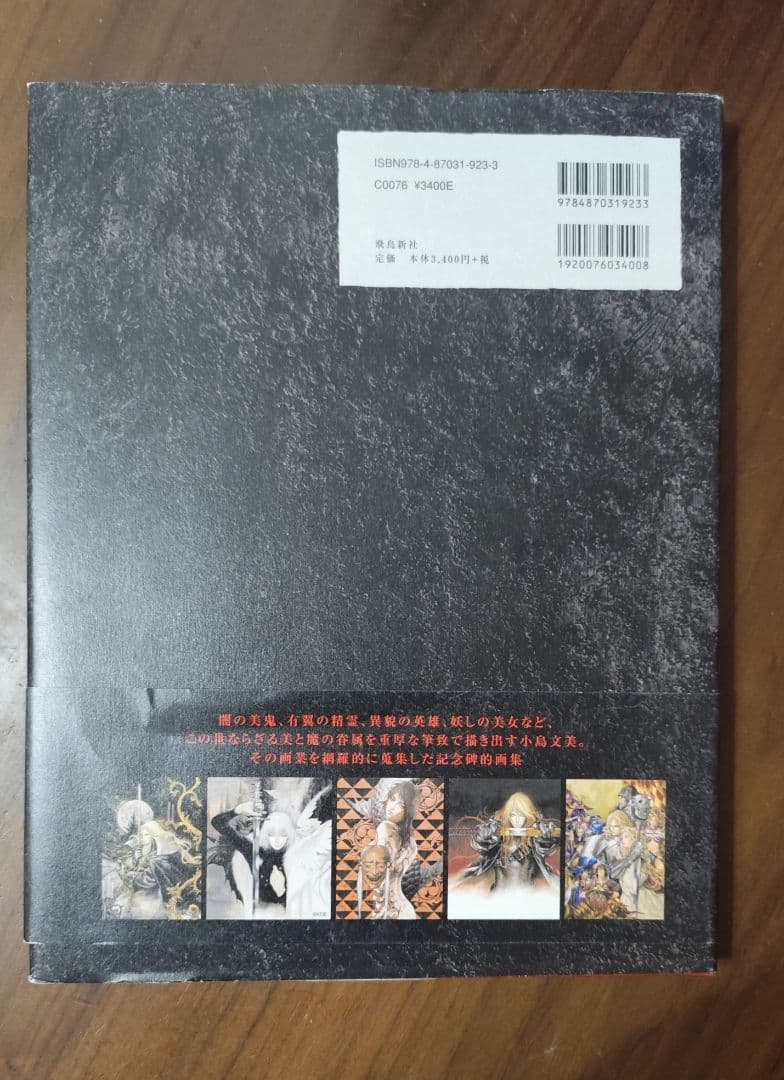 ISBN978-4-87031-923-3
C0076 ¥3400E
9784870319233
飛鳥新社
定価 本体3,400円+税
1920076034008
闇の美鬼、有翼の精霊、異貌の英雄、妖しの美女など、
この世ならざる美と魔の眷属を重厚な筆致で描き出す小島文美。
その画業を網羅的に蒐集した記念碑的画集